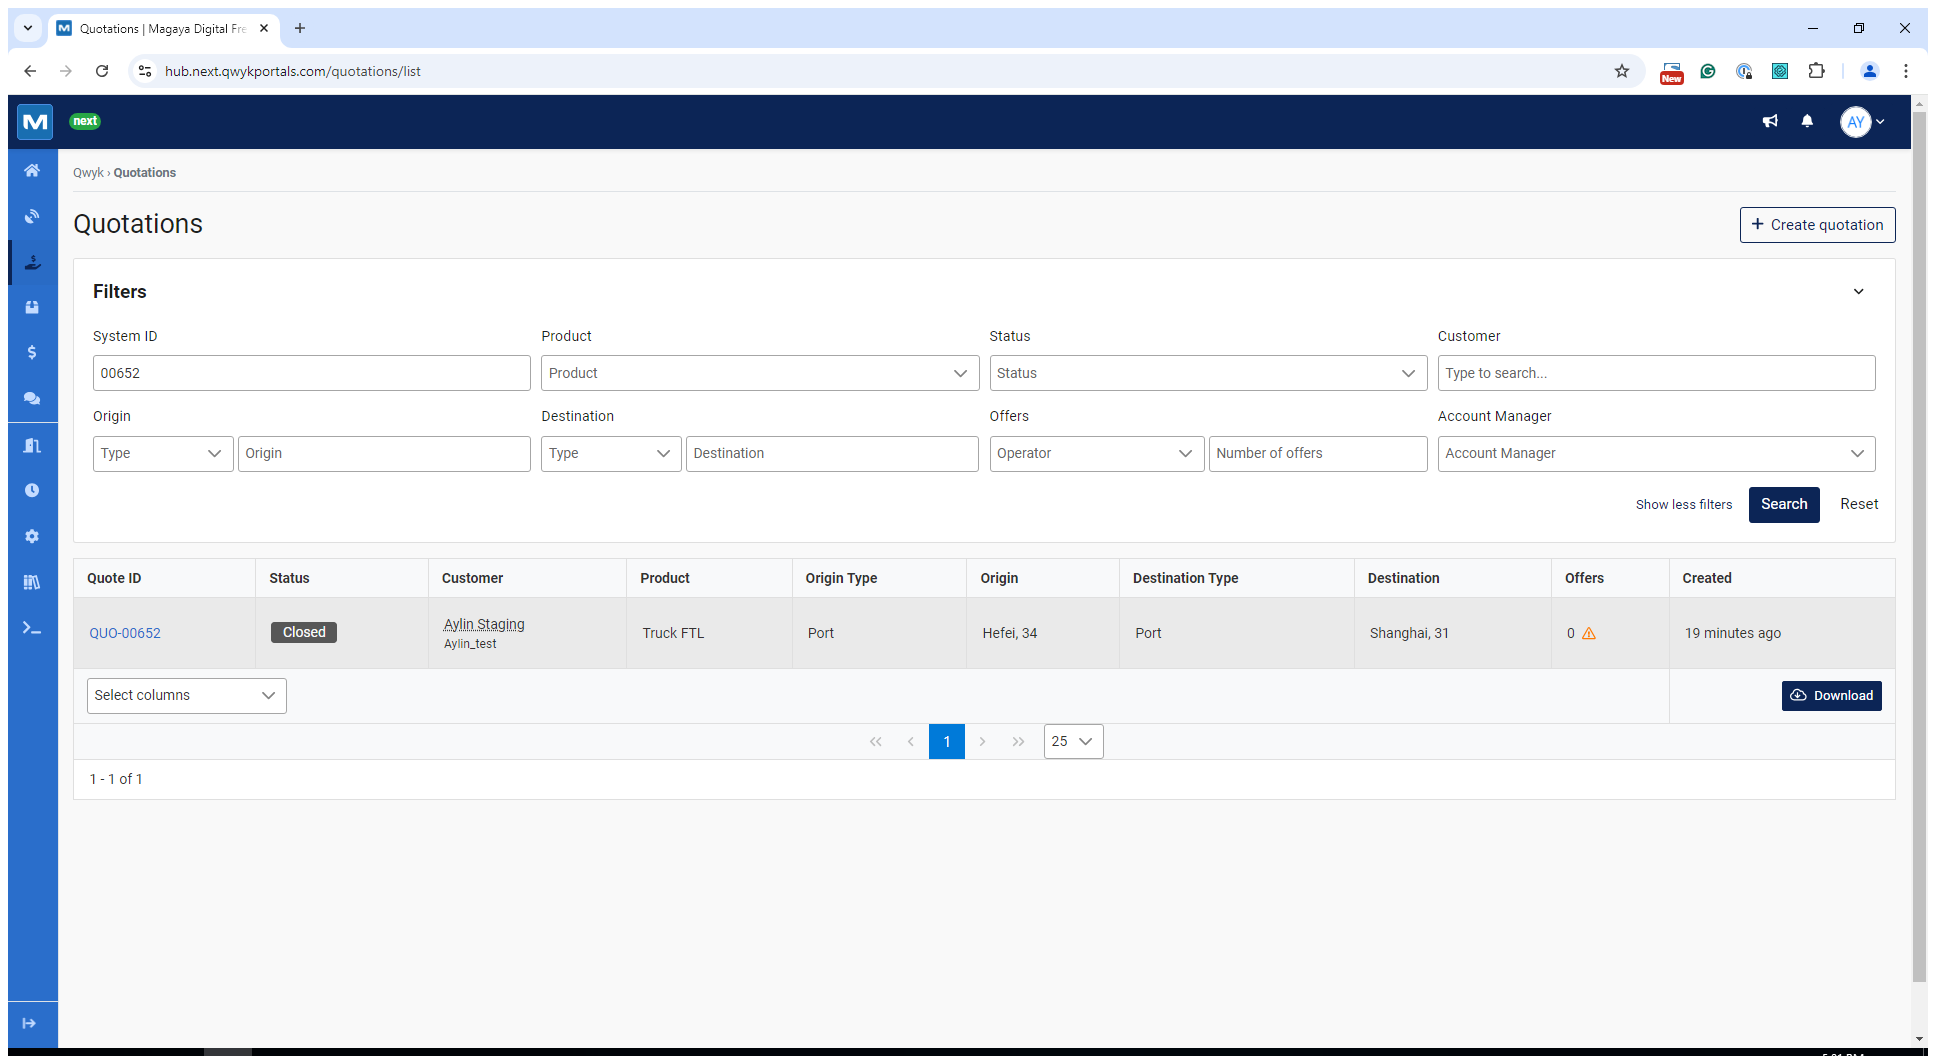 Quotations | Magaya Digital Fre
hub.next.qwykportals.com/quotations/list
New
M
next
AY
Qwyk › Quotations
Quotations
+ Create quotation
Filters
System ID
Product
Status
Customer
00652
Product
Status
Type to search...
Origin
Destination
Offers
Account Manager
Type
Origin
Type
Destination
Operator
Number of offers
Account Manager
Show less filters
Search
Reset
Quote ID
Status
Customer
Product
Origin Type
Origin
Destination Type
Destination
Offers
Created
QUO-00652
Closed
Aylin Staging
Aylin_test
Truck FTL
Port
Hefei, 34
Port
Shanghai, 31
0
19 minutes ago
Select columns
Download
1
25
1 - 1 of 1